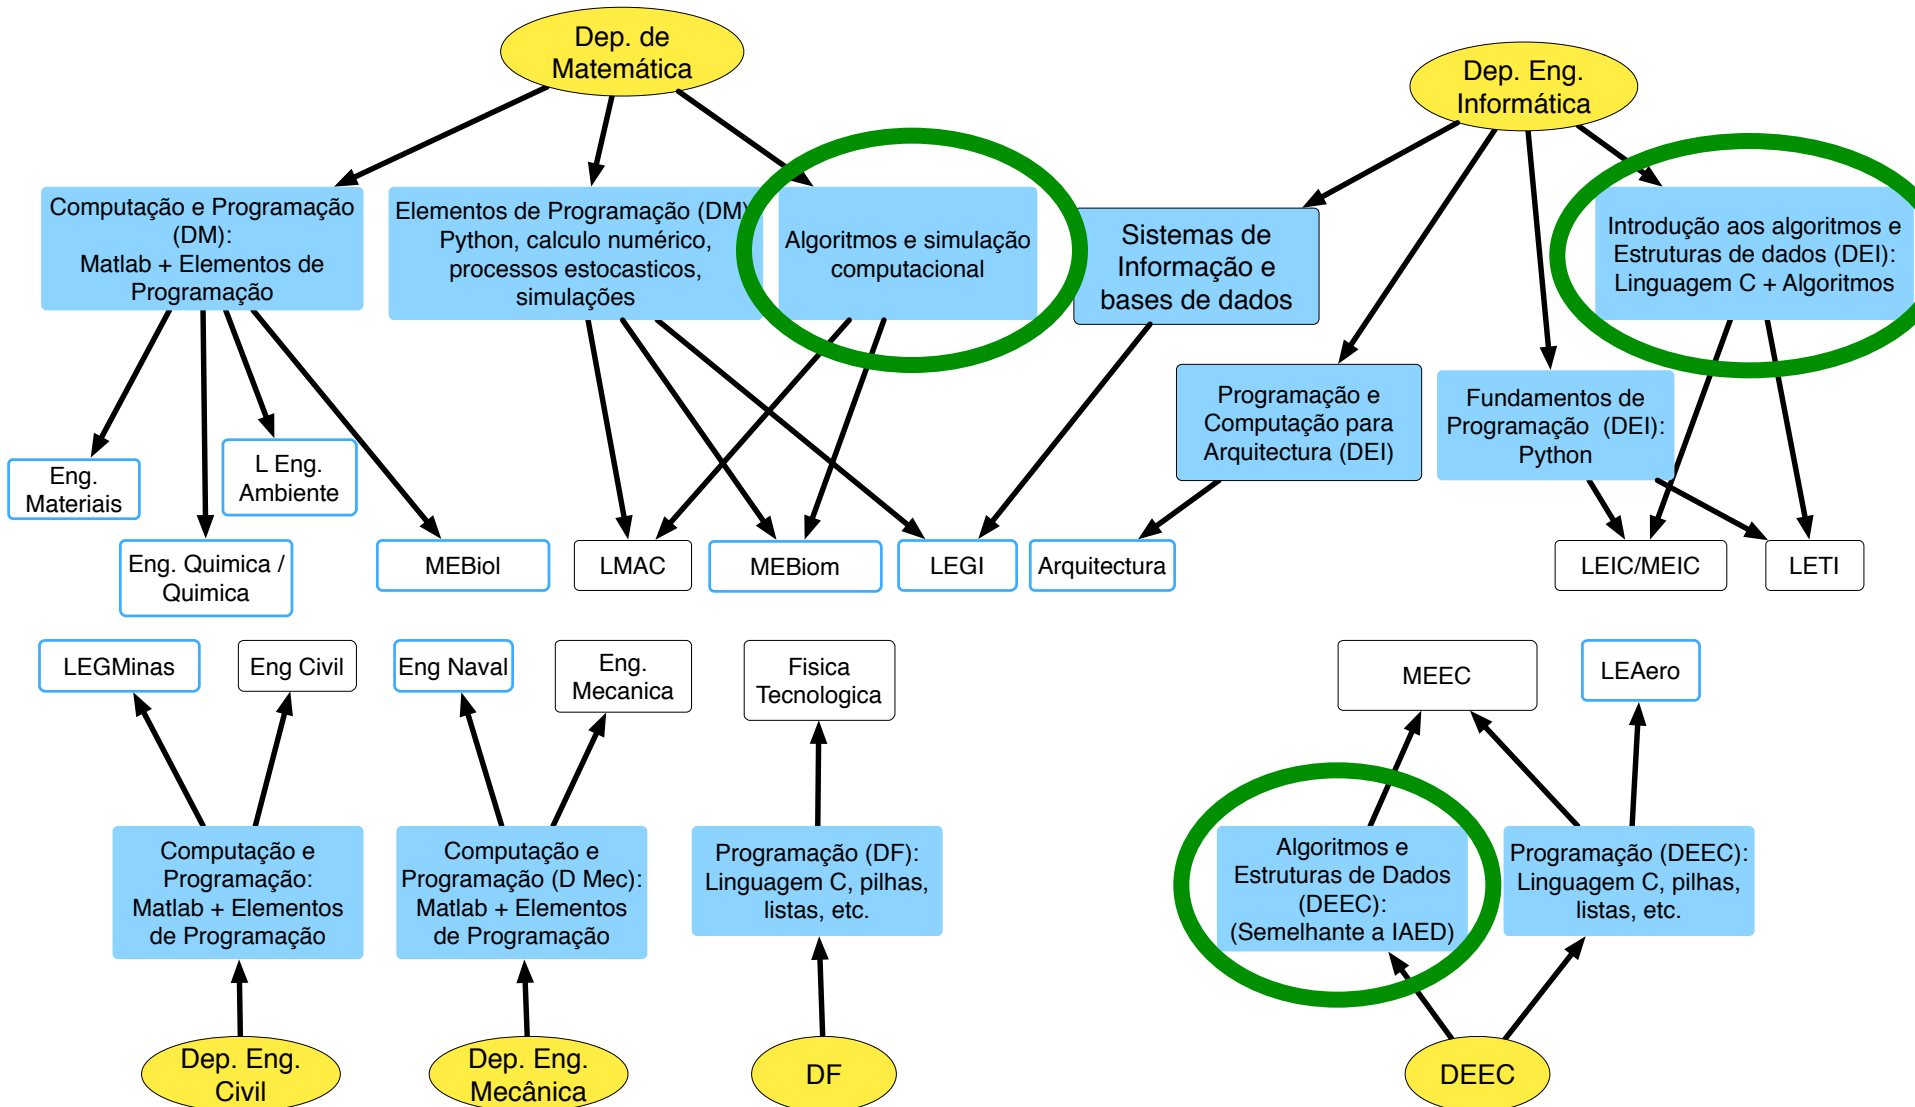 Dep. de
Matemática
Dep. Eng.
Informática
Computação e Programação
(DM):
Matlab + Elementos de
Programação
Elementos de Programação (DM)
Python, calculo numérico,
processos estocasticos,
simulações
Algoritmos e simulação
computacional
Sistemas de
Informação e
bases de dados
Introdução aos algoritmos e
Estruturas de dados (DEI):
Linguagem C + Algoritmos
Programação e
Computação para
Arquitectura (DEI)
Fundamentos de
Programação (DEI):
Python
Eng.
Materiais
L Eng.
Ambiente
Eng. Quimica /
Quimica
MEBiol
LMAC
MEBiom
LEGI
Arquitectura
LEIC/MEIC
LETI
LEGMinas
Eng Civil
Eng Naval
Eng.
Mecanica
Fisica
Tecnologica
MEEC
LEAero
Computação e
Programação:
Matlab + Elementos
de Programação
Computação e
Programação (D Mec):
Matlab + Elementos
de Programação
Programação (DF):
Linguagem C, pilhas,
listas, etc.
Algoritmos e
Estruturas de Dados
(DEEC):
(Semelhante a IAED)
Programação (DEEC):
Linguagem C, pilhas,
listas, etc.
Dep. Eng.
Civil
Dep. Eng.
Mecânica
DF
DEEC